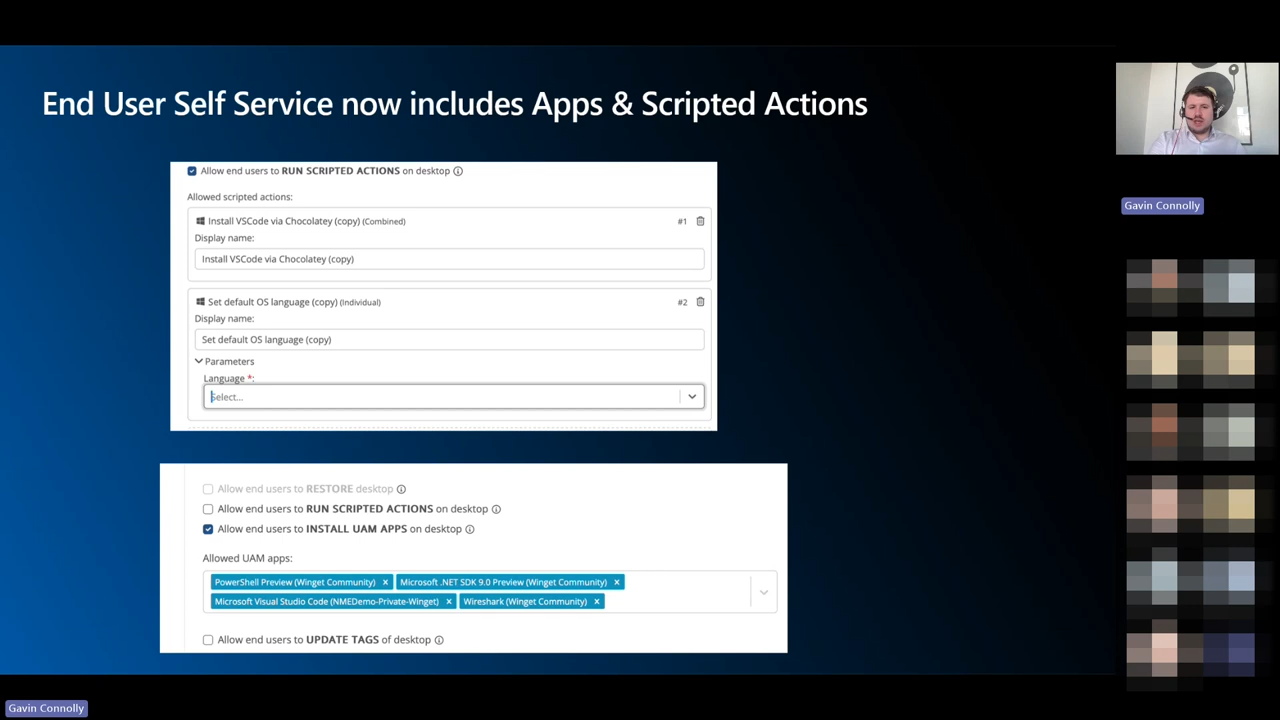 End User Self Service now includes Apps & Scripted Actions
Allow end users to RUN SCRIPTED ACTIONS on desktop
Allowed scripted actions:
Install VSCode via Chocolatey (copy) (Combined)
#1
Display name:
Install VSCode via Chocolatey (copy)
Set default OS language (copy) (Individual)
#2
Display name:
Set default OS language (copy)
Parameters
Language *:
Select...
Allow end users to RESTORE desktop
Allow end users to RUN SCRIPTED ACTIONS on desktop
Allow end users to INSTALL UAM APPS on desktop
Allowed UAM apps:
PowerShell Preview (Winget Community) × Microsoft .NET SDK 9.0 Preview (Winget Community) ×
Microsoft Visual Studio Code (NMEDemo-Private-Winget) × Wireshark (Winget Community) ×
Allow end users to UPDATE TAGS of desktop
Gavin Connolly
Gavin Connolly